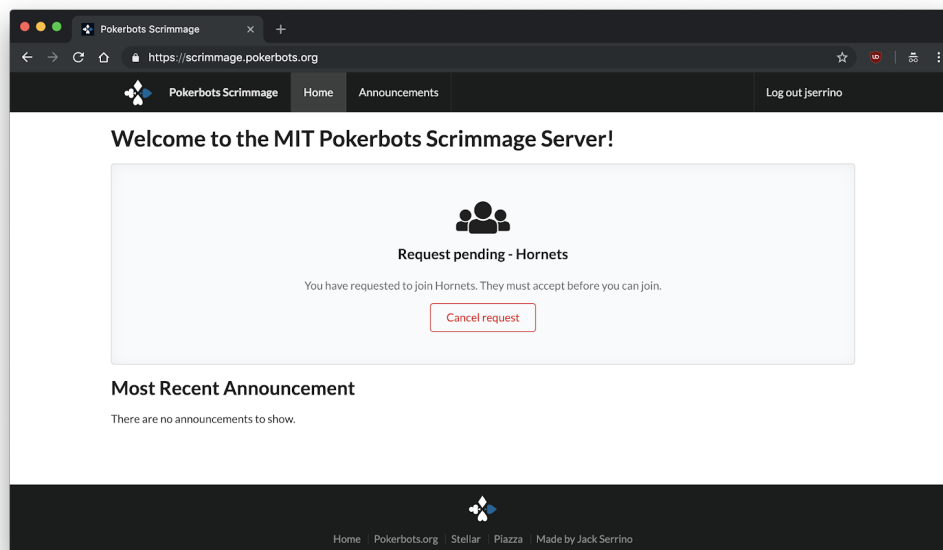 Pokerbots Scrimmage
https://scrimmage.pokerbots.org
Pokerbots Scrimmage Home Announcements Log out jserrino
Welcome to the MIT Pokerbots Scrimmage Server!
Request pending - Hornets
You have requested to join Hornets. They must accept before you can join.
Cancel request
Most Recent Announcement
There are no announcements to show.
Home Pokerbots.org Stellar Piazza Made by Jack Serrino